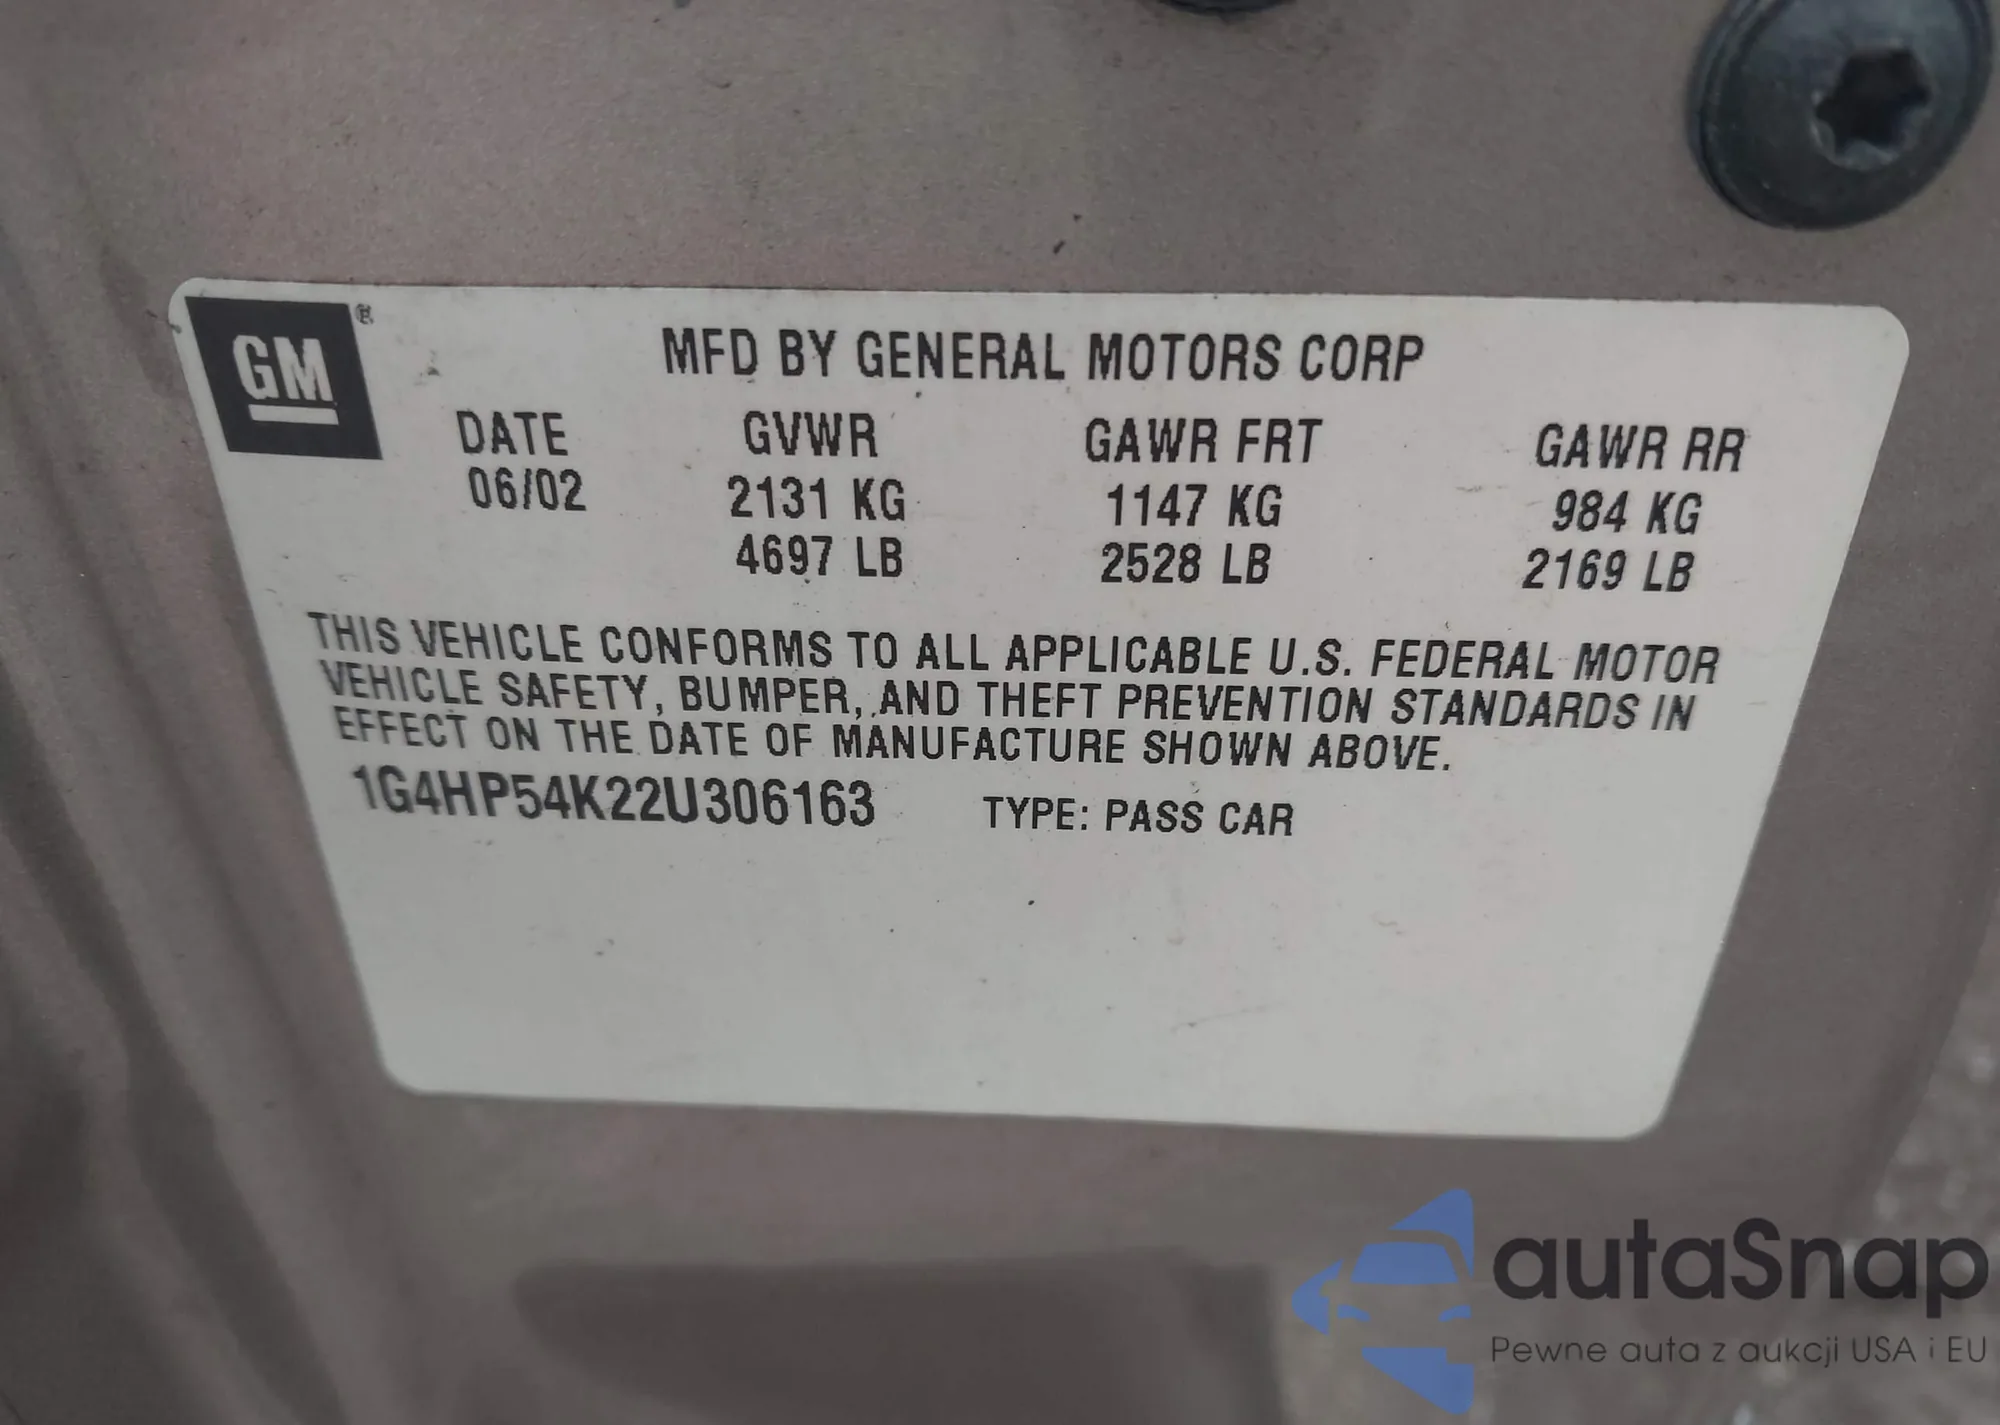 GM ®
MFD BY GENERAL MOTORS CORP
DATE GVWR GAWR FRT GAWR RR
06/02 2131 KG 1147 KG 984 KG
4697 LB 2528 LB 2169 LB
THIS VEHICLE CONFORMS TO ALL APPLICABLE U.S. FEDERAL MOTOR
VEHICLE SAFETY, BUMPER, AND THEFT PREVENTION STANDARDS IN
EFFECT ON THE DATE OF MANUFACTURE SHOWN ABOVE.
1G4HP54K22U306163 TYPE: PASS CAR
autaSnap
Pewne auta z aukcji USA i EU